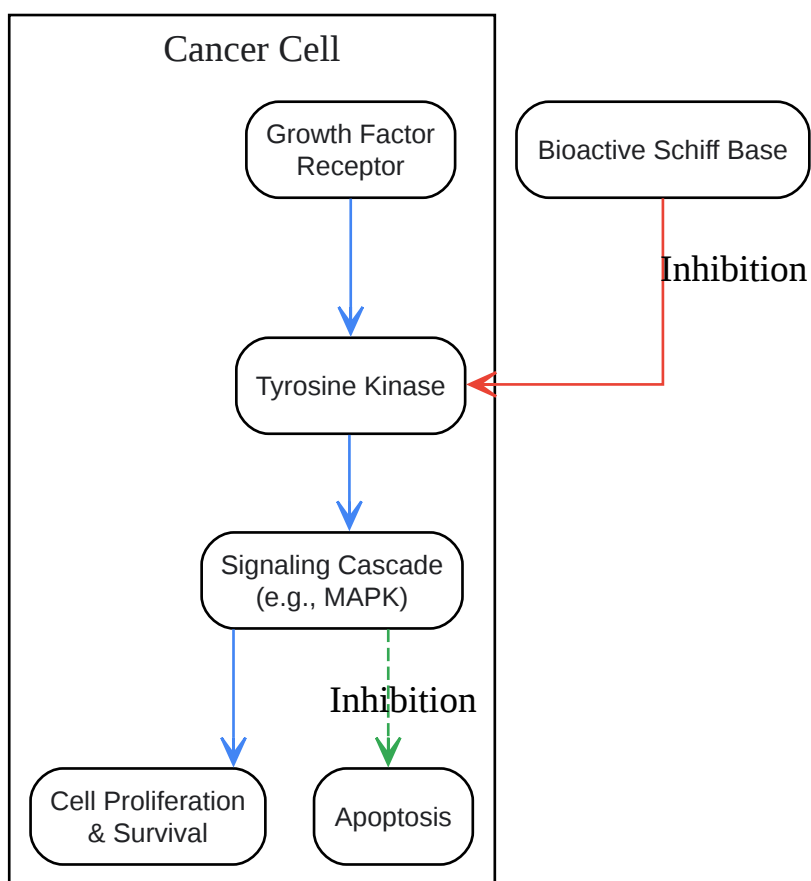 Cancer Cell
Growth Factor
Receptor
Bioactive Schiff Base
Inhibition
Tyrosine Kinase
Signaling Cascade
(e.g., MAPK)
Inhibition
Cell Proliferation
& Survival
Apoptosis